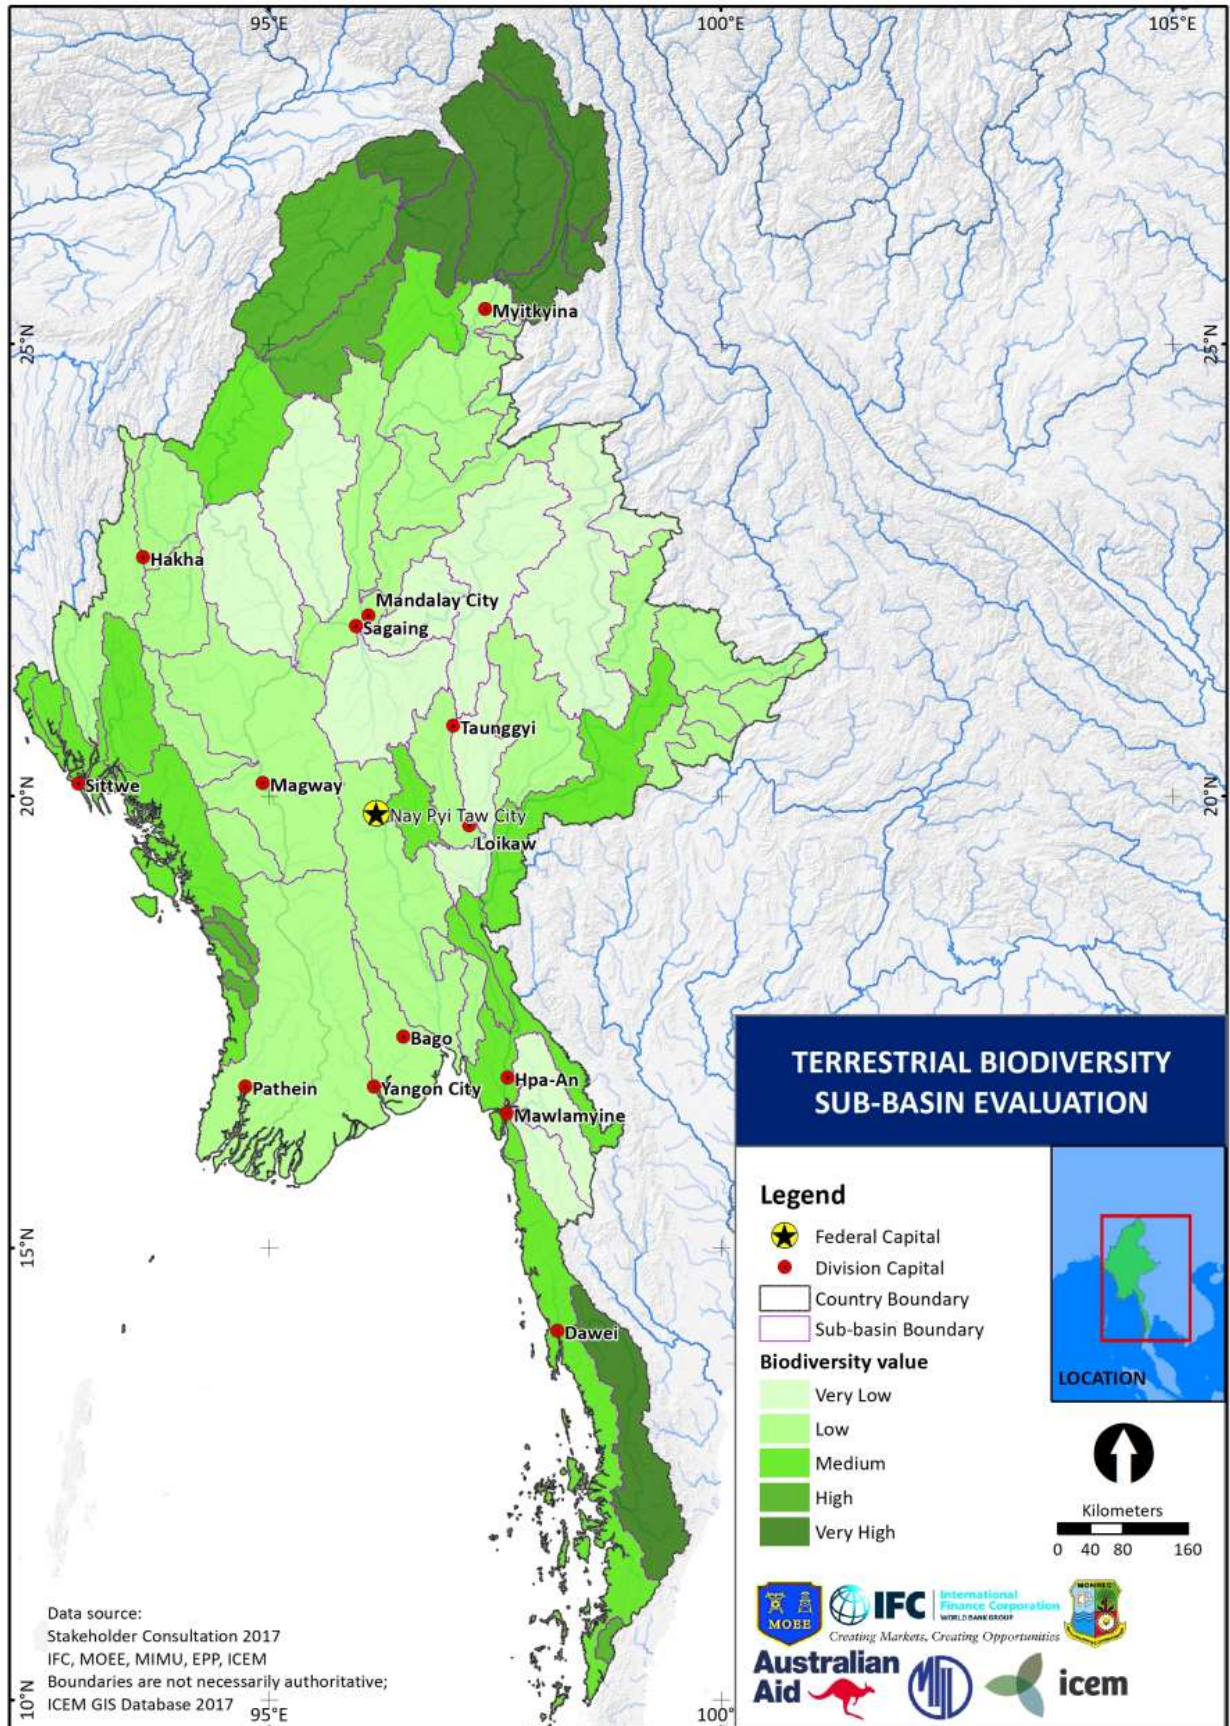 95°E
100°E
105°E
Myitkyina
25°N
25°N
Hakha
Mandalay City
Sagaing
Taunggyi
Sittwe
Magway
20°N
20°N
Nay Pyi Taw City
Loikaw
Bago
Hpa-An
Pathein
Yangon City
Mawlamyine
15°N
Dawei
TERRESTRIAL BIODIVERSITY
SUB-BASIN EVALUATION
Legend
Federal Capital
Division Capital
Country Boundary
Sub-basin Boundary
Biodiversity value
Very Low
Low
Medium
High
Very High
LOCATION
Kilometers
0 40 80 160
MOEE
IFC
International
Finance Corporation
WORLD BANK GROUP
Creating Markets, Creating Opportunities
MONREC
Australian
Aid
icem
Data source:
Stakeholder Consultation 2017
IFC, MOEE, MIMU, EPP, ICEM
Boundaries are not necessarily authoritative;
ICEM GIS Database 2017
10°N
95°E
100°